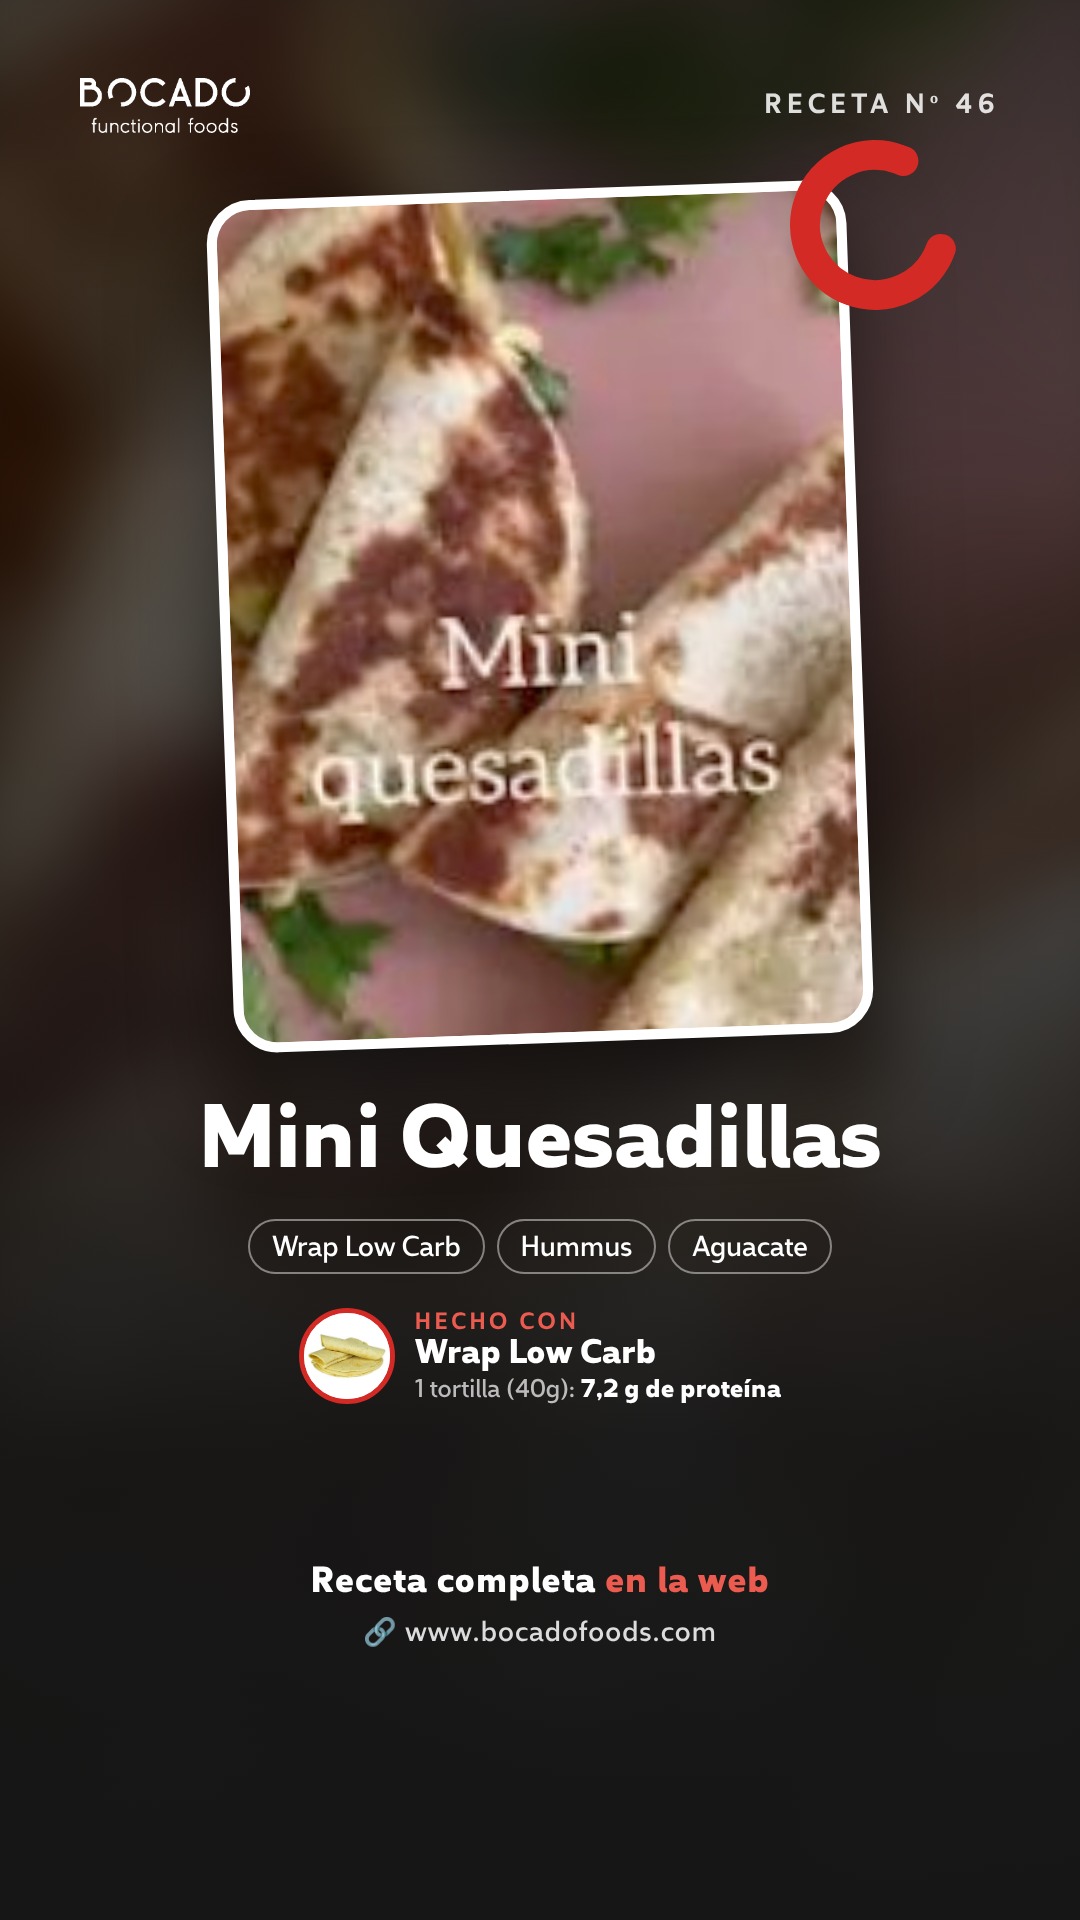 BOCADO
functional foods
RECETA Nº 46
Mini
quesadillas
Mini Quesadillas
Wrap Low Carb
Hummus
Aguacate
HECHO CON
Wrap Low Carb
1 tortilla (40g): 7,2 g de proteína
Receta completa en la web
www.bocadofoods.com